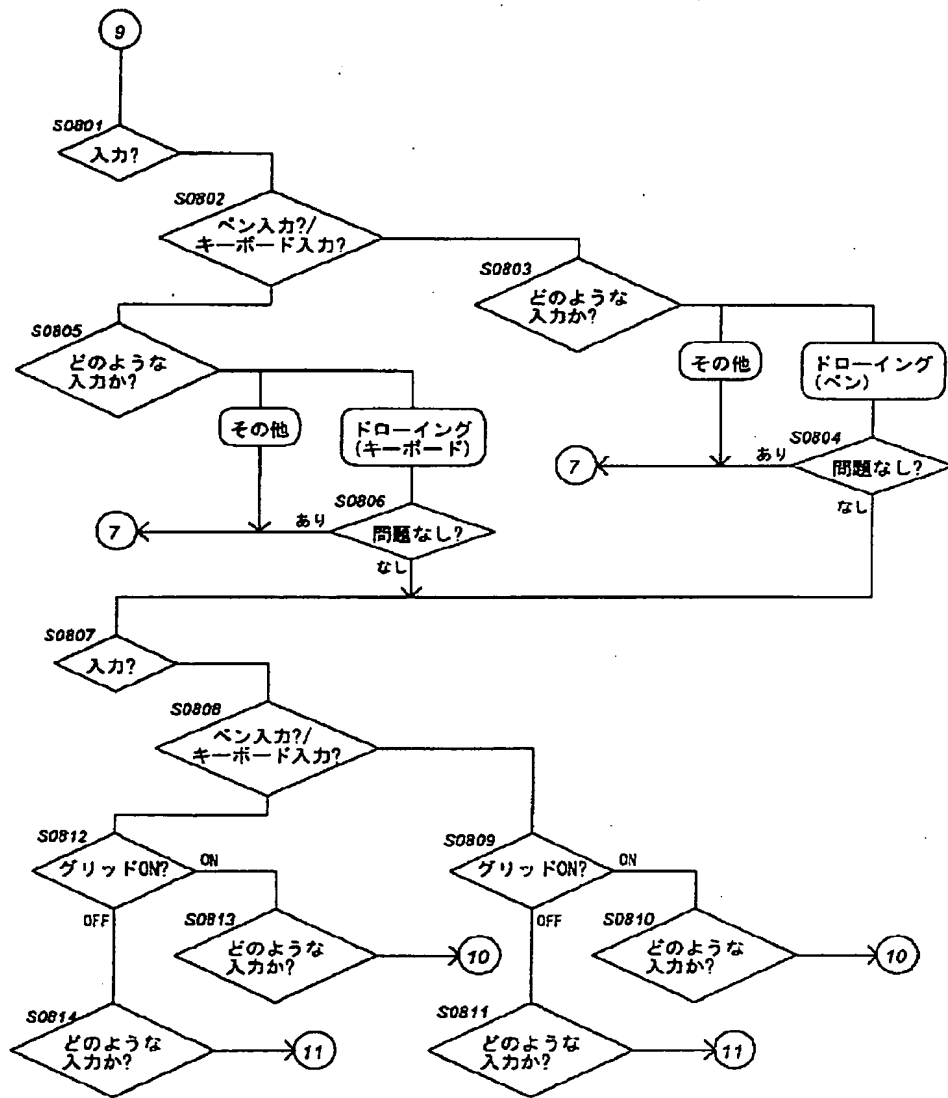 9
S0801
入力?
S0802
ペン入力?/
キーボード入力?
S0803
どのような
入力か?
S0805
どのような
入力か?
その他
ドローイング
(ペン)
その他
ドローイング
(キーボード)
S0804
7
あり
問題なし?
なし
S0806
7
あり
問題なし?
なし
S0807
入力?
S0808
ペン入力?/
キーボード入力?
S0812
グリッドON?
ON
OFF
S0809
グリッドON?
ON
OFF
S0813
どのような
入力か?
10
S0810
どのような
入力か?
10
S0814
どのような
入力か?
11
S0811
どのような
入力か?
11